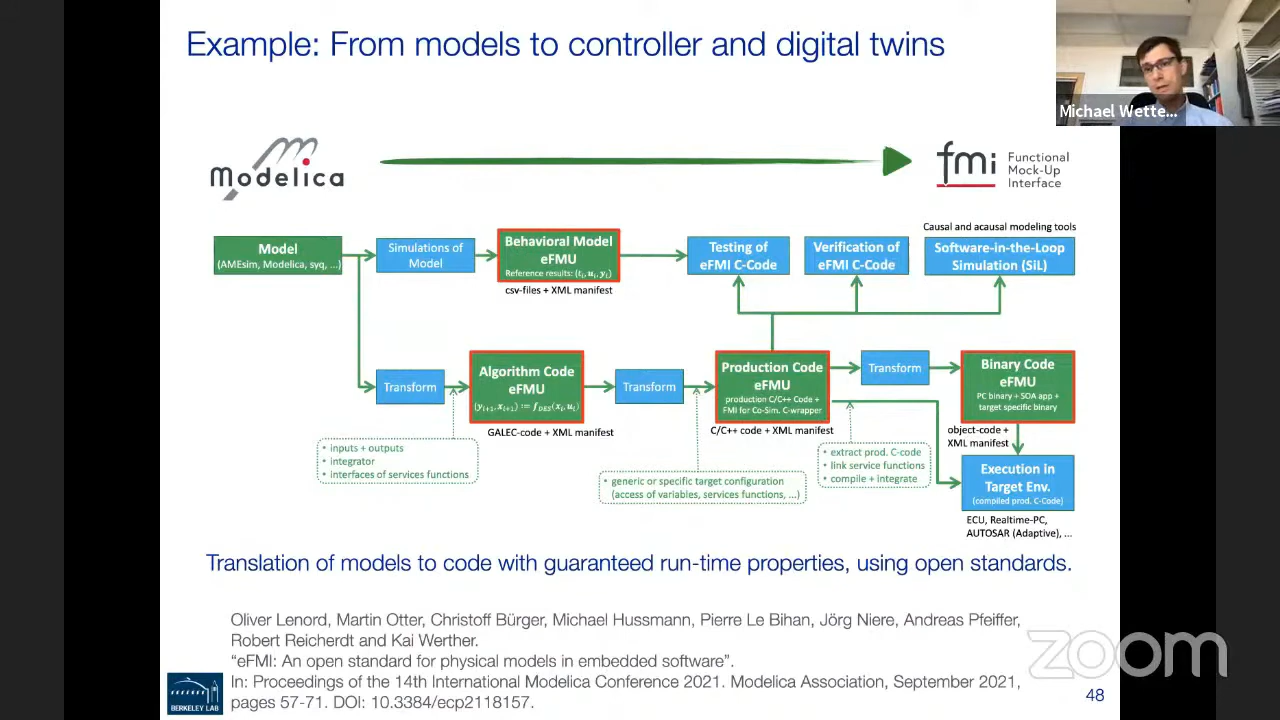 Example: From models to controller and digital twins
Michael Wette...
Modelica
fmi
Functional
Mock-Up
Interface
Causal and acausal modeling tools
Model
(AMEsim, Modelica, syq, ...)
Simulations of
Model
Behavioral Model
eFMU
Reference results: (tᵢ, uᵢ, yᵢ)
csv-files + XML manifest
Testing of
eFMI C-Code
Verification of
eFMI C-Code
Software-in-the-Loop
Simulation (SiL)
Transform
Algorithm Code
eFMU
(yᵢ₊₁, xᵢ₊₁) := f_DES(xᵢ, uᵢ)
GALEC-code + XML manifest
Transform
Production Code
eFMU
production C/C++ Code +
FMI for Co-Sim. C-wrapper
C/C++ code + XML manifest
Transform
Binary Code
eFMU
PC binary + SOA app +
target specific binary
object-code +
XML manifest
• inputs + outputs
• integrator
• interfaces of services functions
• generic or specific target configuration
(access of variables, services functions, ...)
• extract prod. C-code
• link service functions
• compile + integrate
Execution in
Target Env.
(compiled prod. C-Code)
ECU, Realtime-PC,
AUTOSAR (Adaptive), ...
Translation of models to code with guaranteed run-time properties, using open standards.
Oliver Lenord, Martin Otter, Christoff Bürger, Michael Hussmann, Pierre Le Bihan, Jörg Niere, Andreas Pfeiffer,
Robert Reicherdt and Kai Werther.
“eFMI: An open standard for physical models in embedded software”.
In: Proceedings of the 14th International Modelica Conference 2021. Modelica Association, September 2021,
pages 57-71. DOI: 10.3384/ecp2118157.
BERKELEY LAB
zoom
48